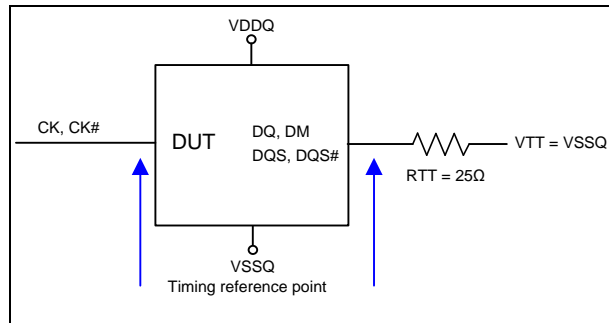 VDDQ
CK, CK#
DUT
DQ, DM
DQS, DQS#
VTT = VSSQ
RTT = 25Ω
VSSQ
Timing reference point